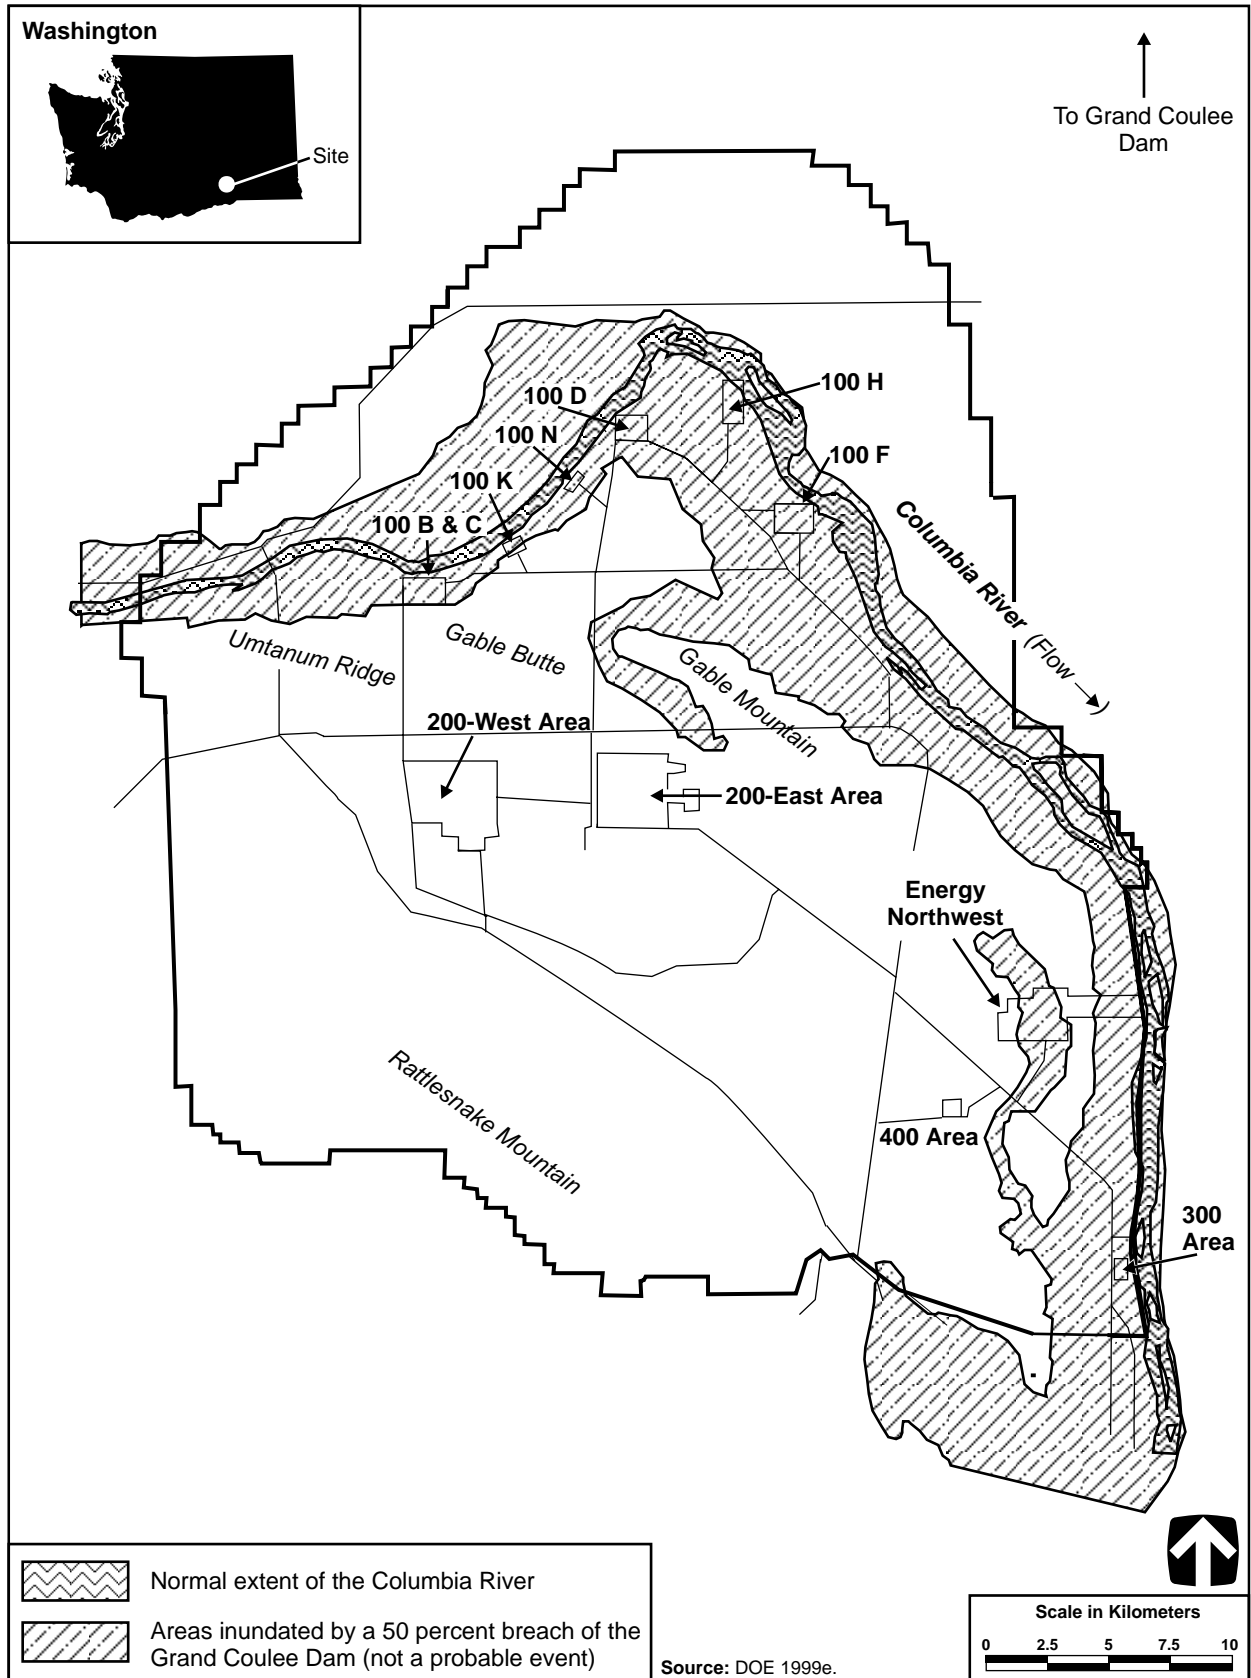 Washington
Site
To Grand Coulee
Dam
100 H
100 D
100 N
100 F
100 K
100 B & C
Columbia River (Flow )
Umtanum Ridge
Gable Butte
Gable Mountain
200-West Area
200-East Area
Energy
Northwest
Rattlesnake Mountain
400 Area
300
Area
Normal extent of the Columbia River
Areas inundated by a 50 percent breach of the
Grand Coulee Dam (not a probable event)
Source: DOE 1999e.
Scale in Kilometers
0 2.5 5 7.5 10